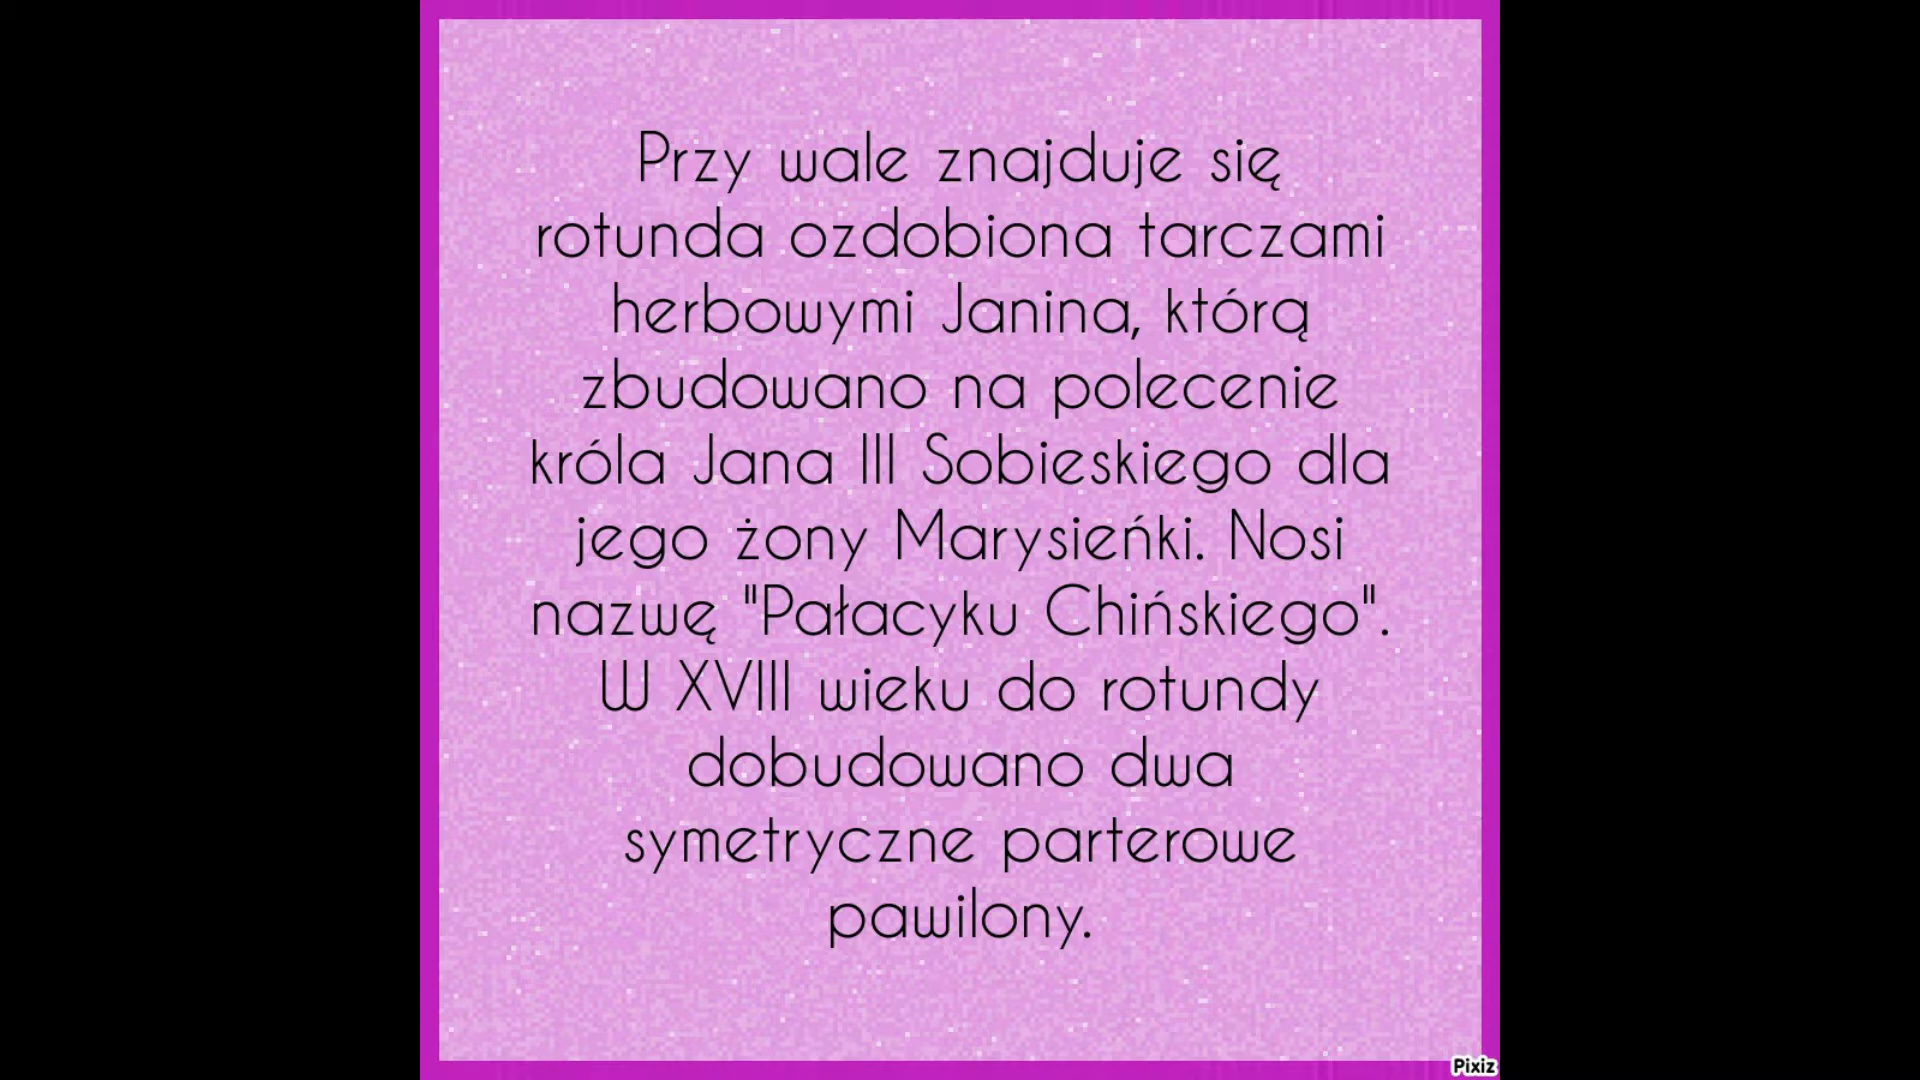 Przy wale znajduje się
rotunda ozdobiona tarczami
herbowymi Janina, którą
zbudowano na polecenie
króla Jana III Sobieskiego dla
jego żony Marysieńki. Nosi
nazwę "Pałacyku Chińskiego".
W XVIII wieku do rotundy
dobudowano dwa
symetryczne parterowe
pawilony.
Pixiz